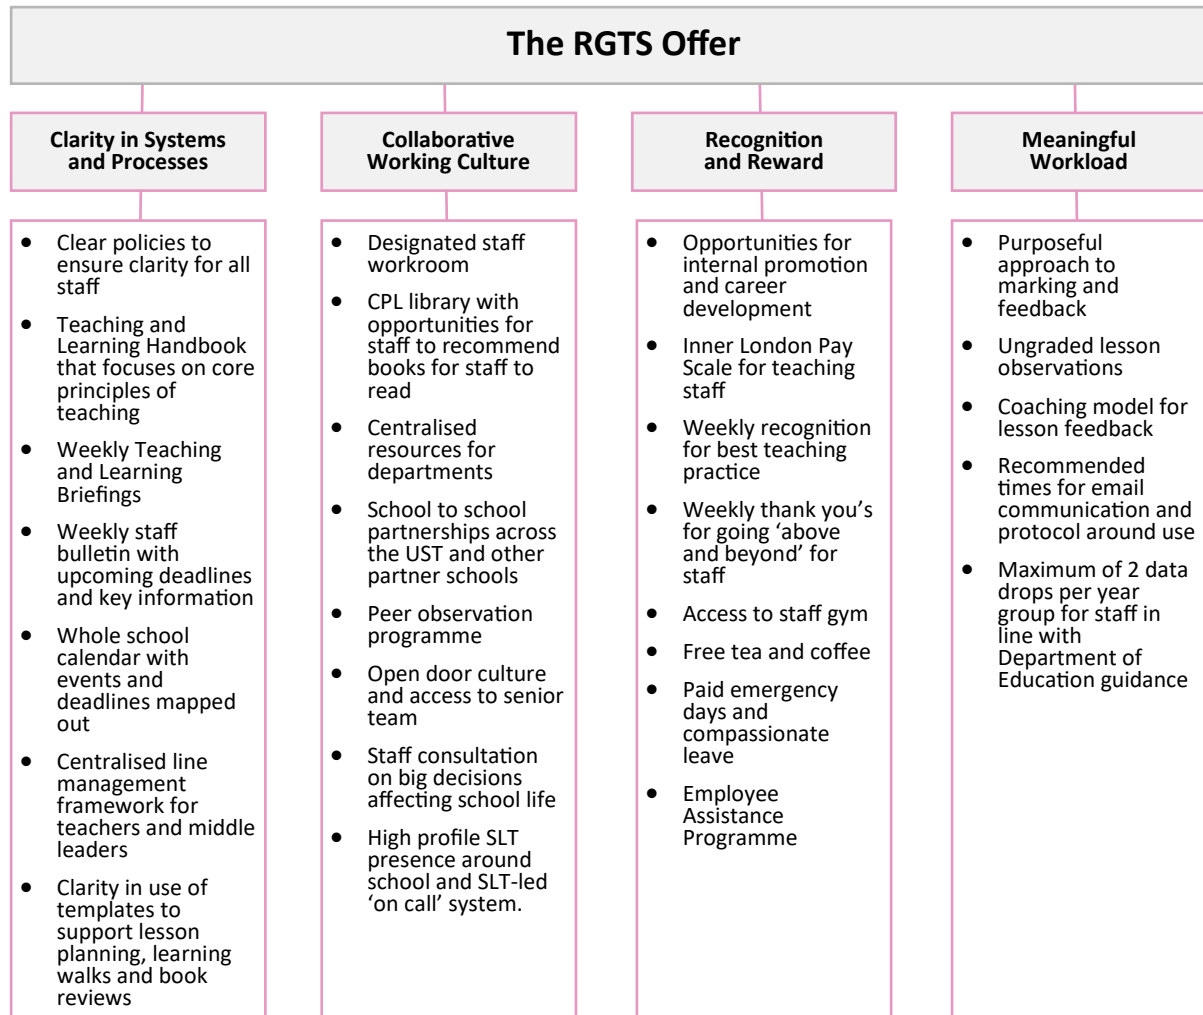 The RGTS Offer
Clarity in Systems
and Processes
• Clear policies to
ensure clarity for all
staff
• Teaching and
Learning Handbook
that focuses on core
principles of
teaching
• Weekly Teaching
and Learning
Briefings
• Weekly staff
bulletin with
upcoming deadlines
and key information
• Whole school
calendar with
events and
deadlines mapped
out
• Centralised line
management
framework for
teachers and middle
leaders
• Clarity in use of
templates to
support lesson
planning, learning
walks and book
reviews
Collaborative
Working Culture
• Designated staff
workroom
• CPL library with
opportunities for
staff to recommend
books for staff to
read
• Centralised
resources for
departments
• School to school
partnerships across
the UST and other
partner schools
• Peer observation
programme
• Open door culture
and access to senior
team
• Staff consultation
on big decisions
affecting school life
• High profile SLT
presence around
school and SLT-led
‘on call’ system.
Recognition
and Reward
• Opportunities for
internal promotion
and career
development
• Inner London Pay
Scale for teaching
staff
• Weekly recognition
for best teaching
practice
• Weekly thank you’s
for going ‘above
and beyond’ for
staff
• Access to staff gym
• Free tea and coffee
• Paid emergency
days and
compassionate
leave
• Employee
Assistance
Programme
Meaningful
Workload
• Purposeful
approach to
marking and
feedback
• Ungraded lesson
observations
• Coaching model for
lesson feedback
• Recommended
times for email
communication and
protocol around use
• Maximum of 2 data
drops per year
group for staff in
line with
Department of
Education guidance